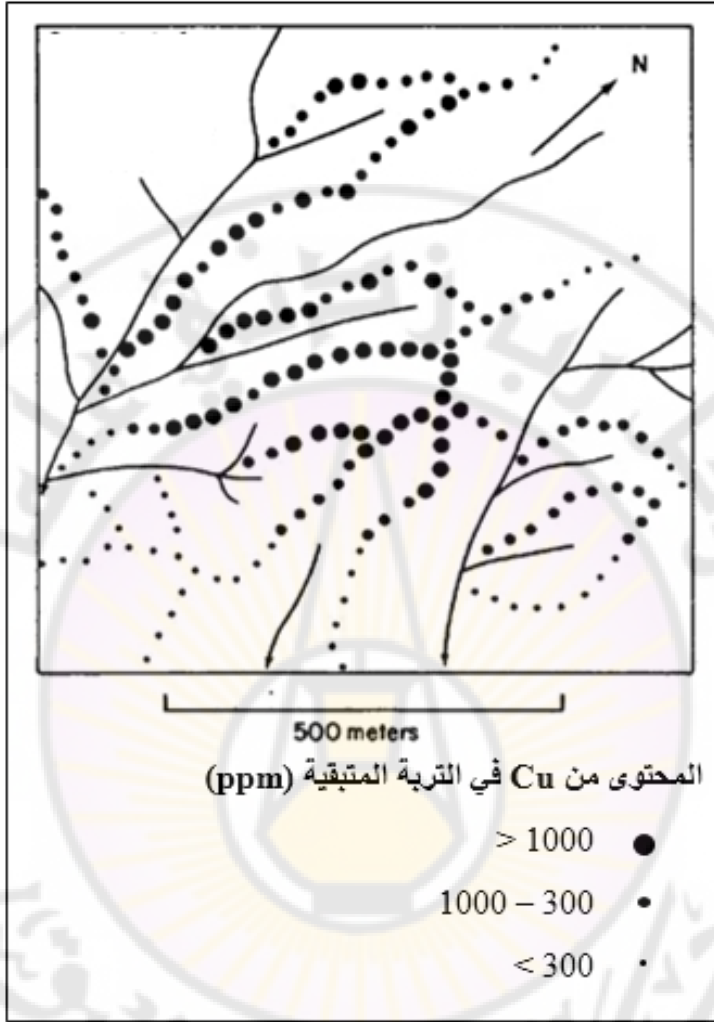 N
500 meters
المحتوى من Cu في التربة المتبقية (ppm)
> 1000
1000 – 300
< 300